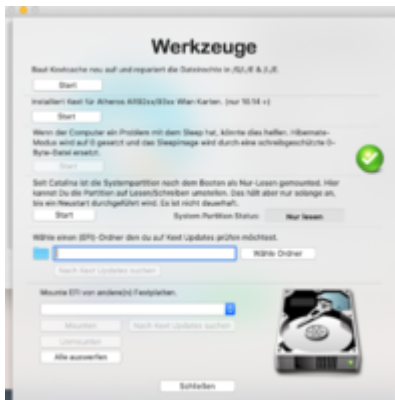 Werkzeuge
Baut Kextcache neu auf und repariert die Dateirechte in /S/L/E & /L/E
Start
Installiert Kext für Atheros AR92xx/93xx Wlan Karten. (nur 10.14 +)
Start
Wenn der Computer ein Problem mit dem Sleep hat, könnte dies helfen. Hibernate-
Modus wird auf 0 gesetzt und das Sleepimage wird durch eine schreibgeschützte 0-
Byte-Datei ersetzt.
Start
Seit Catalina ist die Systempartition nach dem Booten als Nur-Lesen gemounted. Hier
kannst Du die Partition auf Lesen/Schreiben umstellen. Das hält aber nur solange an,
bis ein Neustart durchgeführt wird. Es ist nicht dauerhaft.
Start System Partition Status: Nur lesen
Wähle einen (EFI)-Ordner den du auf Kext Updates prüfen möchtest.
Wähle Ordner
Nach Kext Updates suchen
Mounte EFI von andere(n) Festplatten.
Mounten Nach Kext Updates suchen
Unmounten
Alle auswerfen
Schließen